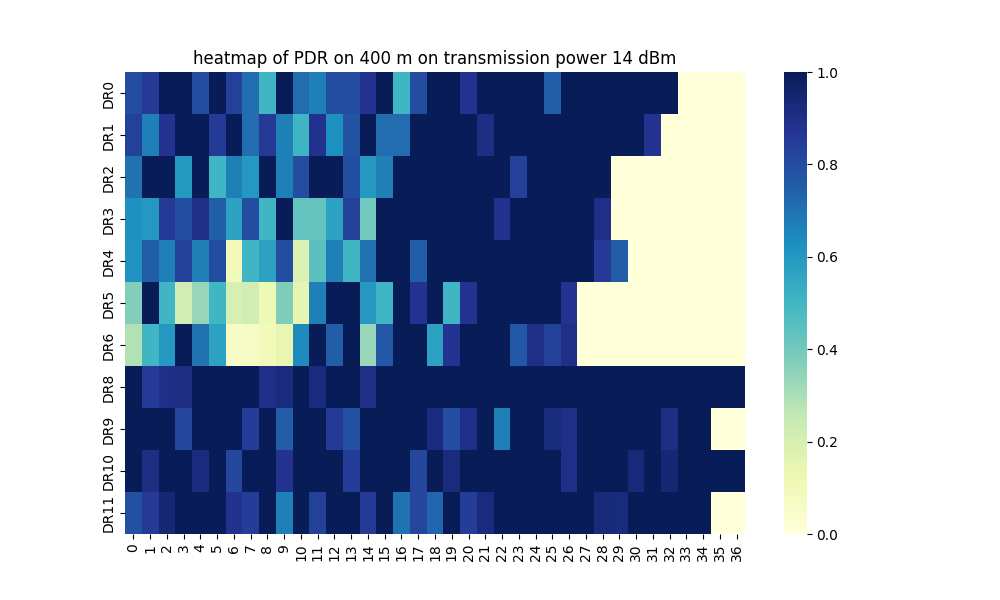 heatmap of PDR on 400 m on transmission power 14 dBm
DR0
DR1
DR2
DR3
DR4
DR5
DR6
DR8
DR9
DR10
DR11
0 1 2 3 4 5 6 7 8 9 10 11 12 13 14 15 16 17 18 19 20 21 22 23 24 25 26 27 28 29 30 31 32 33 34 35 36
1.0
0.8
0.6
0.4
0.2
0.0